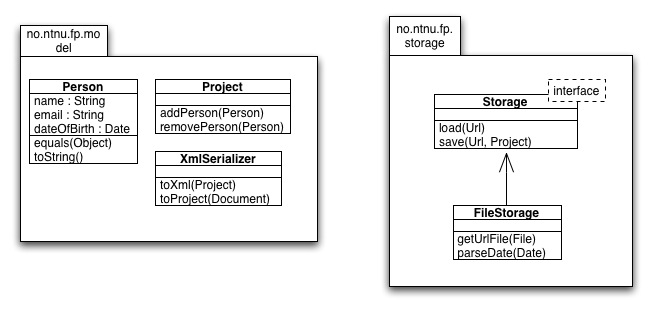 no.ntnu.fp.mo
del
Person
name : String
email : String
dateOfBirth : Date
equals(Object)
toString()
Project
addPerson(Person)
removePerson(Person)
XmlSerializer
toXml(Project)
toProject(Document)
no.ntnu.fp.
storage
interface
Storage
load(Url)
save(Url, Project)
FileStorage
getUrlFile(File)
parseDate(Date)